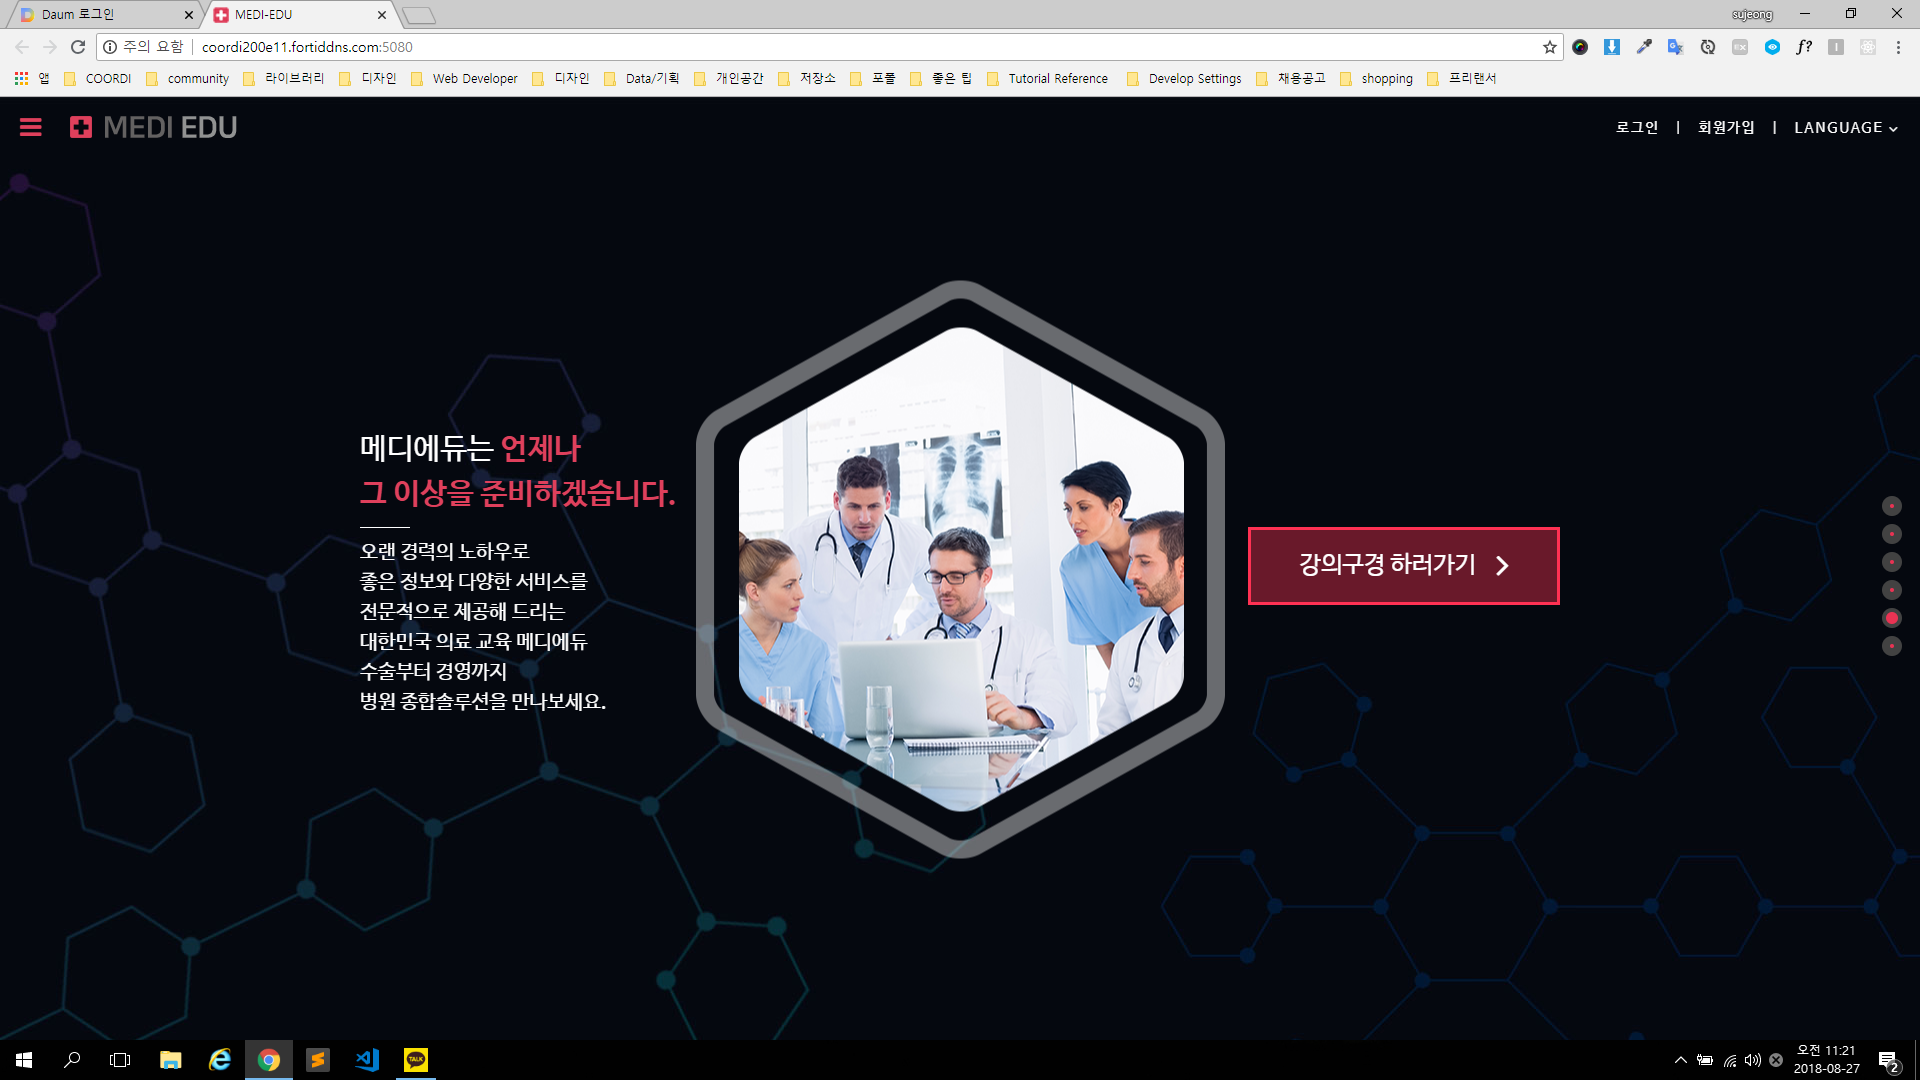 Daum 로그인
MEDI-EDU
sujeong
주의 요함
coordi200e11.fortiddns.com:5080
앱
COORDI
community
라이브러리
디자인
Web Developer
디자인
Data/기획
개인공간
저장소
포폴
좋은 팁
Tutorial Reference
Develop Settings
채용공고
shopping
프리랜서
MEDI EDU
로그인 | 회원가입 | LANGUAGE
메디에듀는 언제나
그 이상을 준비하겠습니다.
오랜 경력의 노하우로
좋은 정보와 다양한 서비스를
전문적으로 제공해 드리는
대한민국 의료 교육 메디에듀
수술부터 경영까지
병원 종합솔루션을 만나보세요.
강의구경 하러가기
TALK
오전 11:21
2018-08-27
2